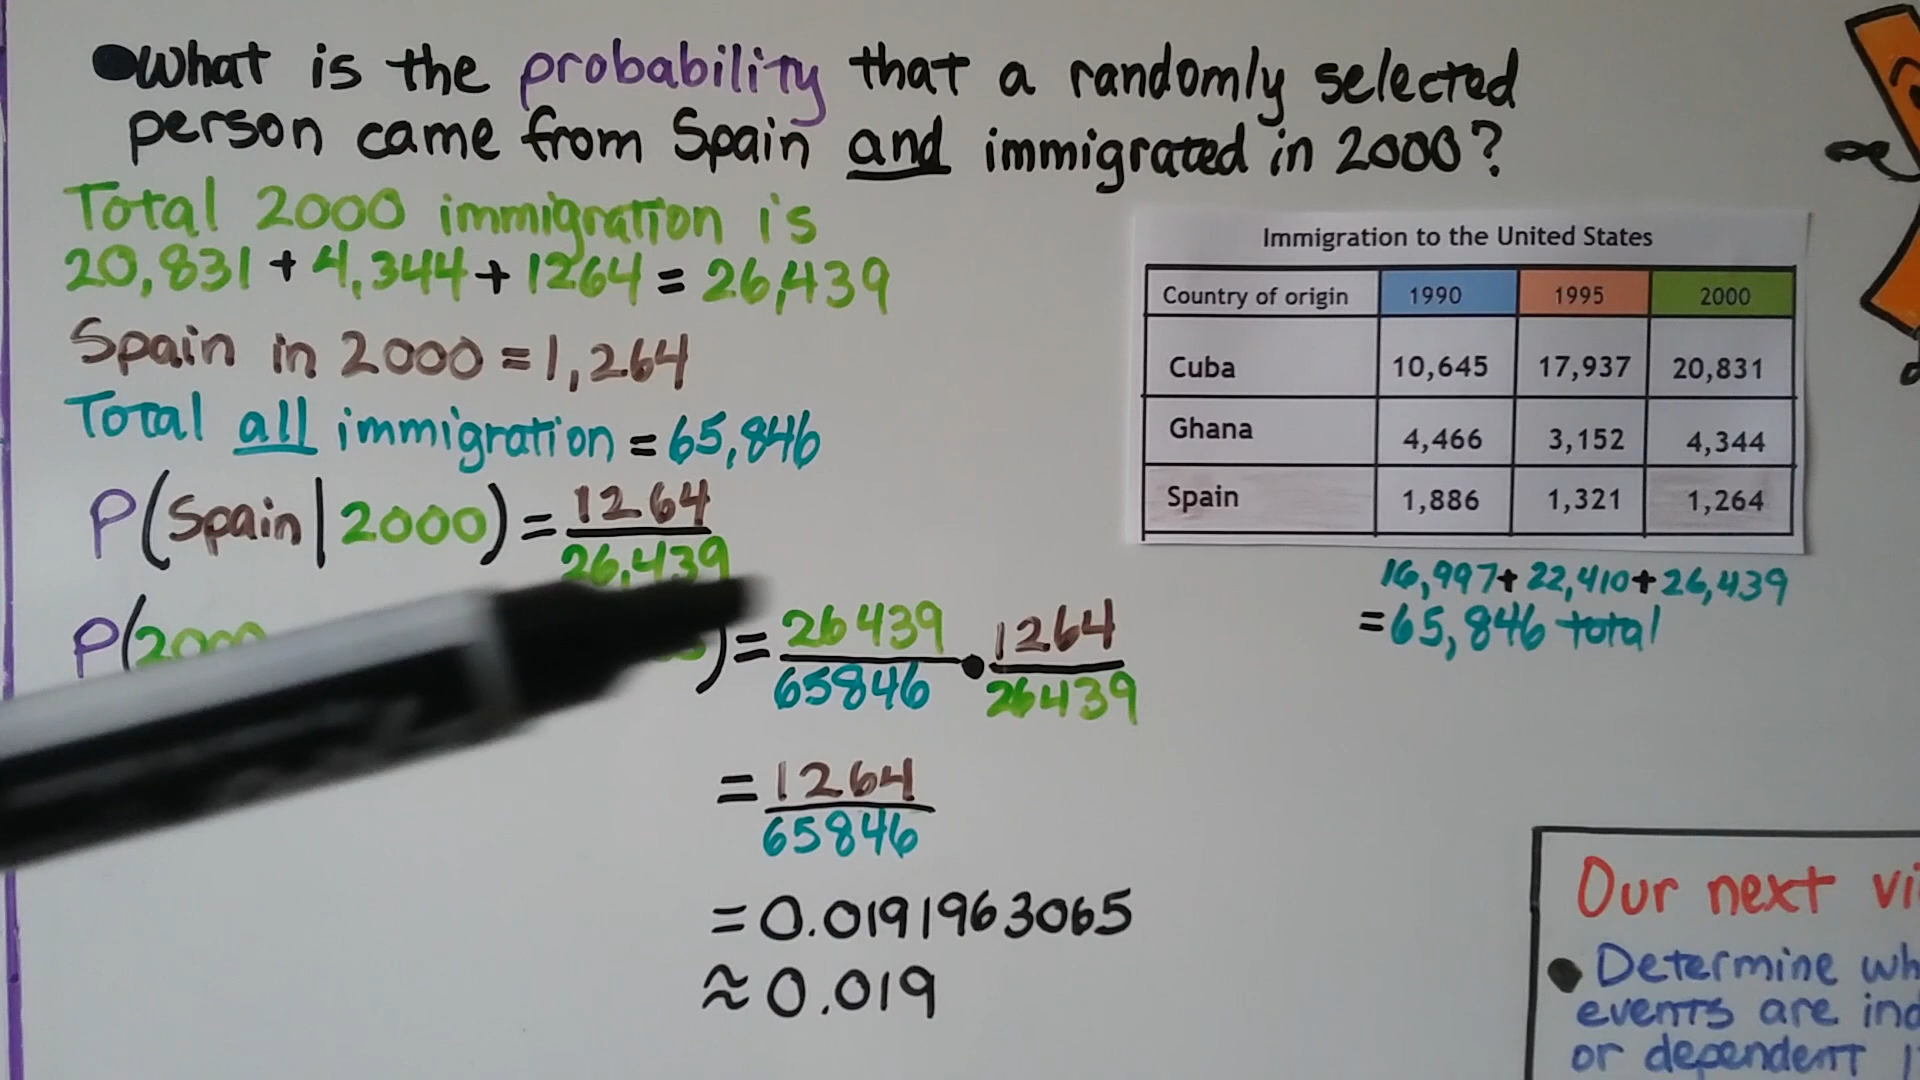 What is the probability that a randomly selected
person came from Spain and immigrated in 2000?
Total 2000 immigration is
20,831 + 4,344 + 1264 = 26,439
Spain in 2000 = 1,264
Total all immigration = 65,846
P(Spain|2000) = 1264
26,439
P(2000
) = 26439 • 1264
65846 26439
= 1264
65846
= 0.0191963065
≈ 0.019
Immigration to the United States
Country of origin 1990 1995 2000
Cuba 10,645 17,937 20,831
Ghana 4,466 3,152 4,344
Spain 1,886 1,321 1,264
16,997 + 22,410 + 26,439
= 65,846 total
Our next
Determine
events are
or dependent